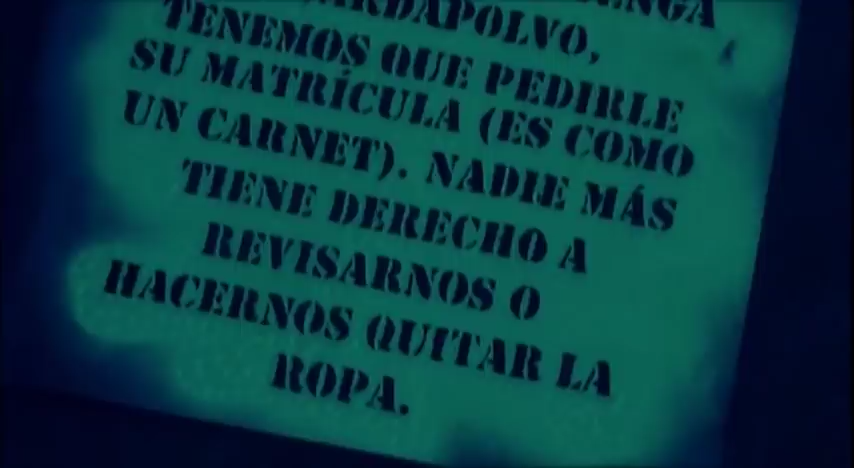 TENEMOS QUE PEDIRLE
SU MATRÍCULA (ES COMO
UN CARNET). NADIE MÁS
TIENE DERECHO A
REVISARNOS O
HACERNOS QUITAR LA
ROPA.